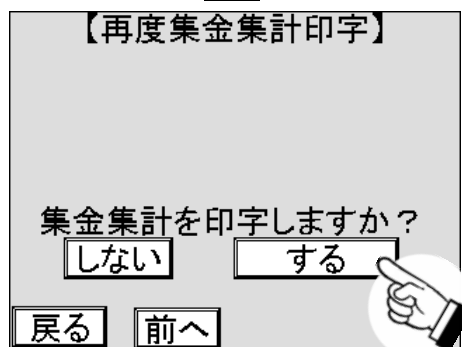 【再度集金集計印字】
集金集計を印字しますか？
しない する
戻る 前へ